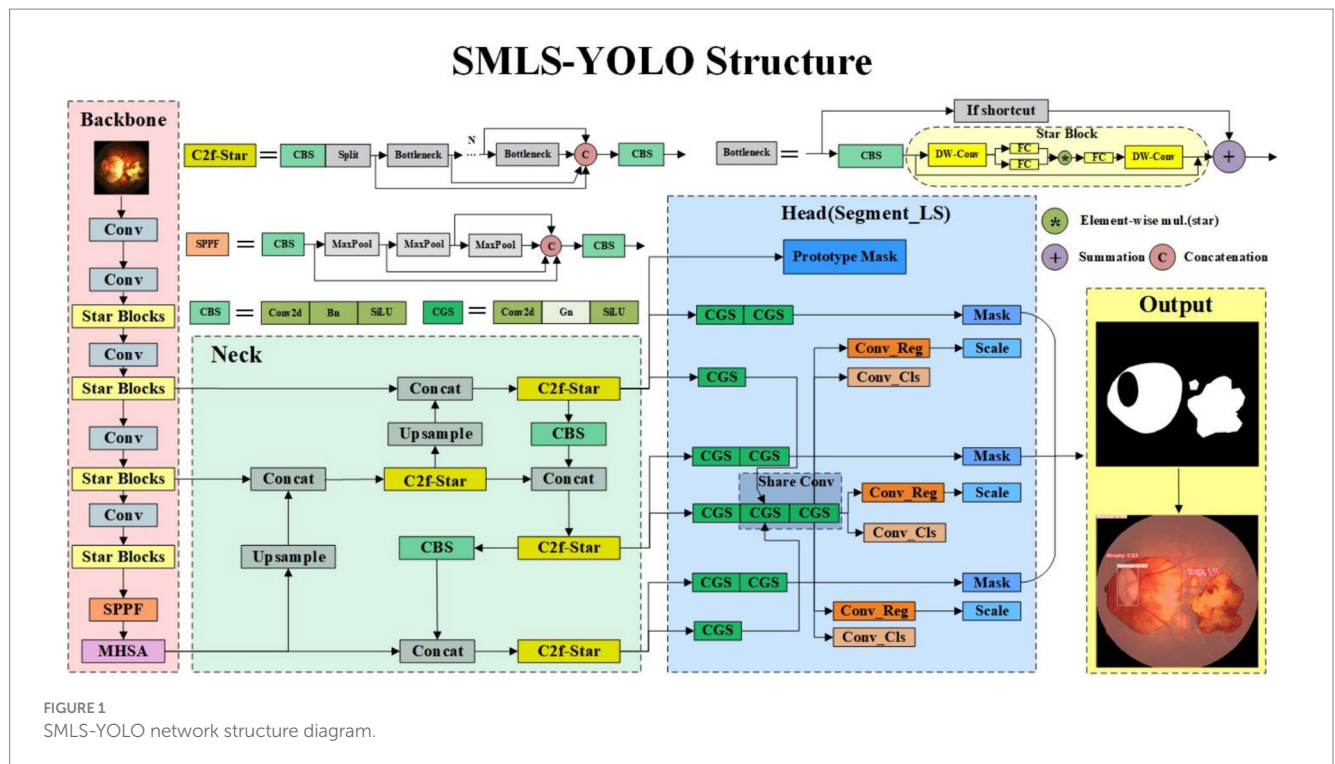 SMLS-YOLO Structure
Backbone
Conv
Conv
Star Blocks
Conv
Star Blocks
Conv
Star Blocks
Conv
Star Blocks
SPPF
MHSA
C2f-Star = CBS Split Bottleneck ... N Bottleneck C CBS
SPPF = CBS MaxPool MaxPool MaxPool C CBS
CBS = Conv2d Bn SiLU
CGS = Conv2d Gn SiLU
Bottleneck = CBS
If shortcut
Star Block
DW-Conv FC FC * FC DW-Conv +
* Element-wise mul.(star)
+ Summation C Concatenation
Neck
Concat C2f-Star
Upsample CBS
Concat C2f-Star Concat
Upsample CBS C2f-Star
Concat C2f-Star
Head(Segment_LS)
Prototype Mask
CGS CGS Mask
Conv_Reg Scale
CGS Conv_Cls
CGS CGS Mask
Share Conv
CGS CGS CGS Conv_Reg Scale
Conv_Cls
CGS CGS Mask
Conv_Reg Scale
CGS Conv_Cls
Output
FIGURE 1
SMLS-YOLO network structure diagram.